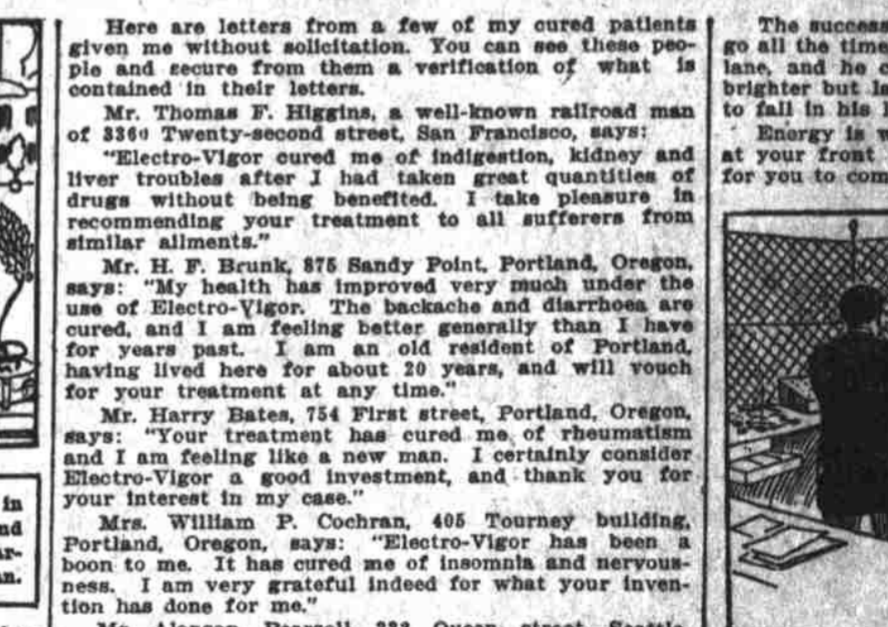 Here are letters from a few of my cured patients
given me without solicitation. You can see these peo-
ple and secure from them a verification of what is
contained in their letters.
Mr. Thomas F. Higgins, a well-known railroad man
of Twenty-second street, San Francisco, says:
"Electro-Vigor cured me of indigestion, kidney and
liver troubles after I had taken great quantities of
drugs without being benefited. I take pleasure in
recommending your treatment to all sufferers from
similar ailments."
Mr. H. F. Brunk, 875 Sandy Point, Portland, Oregon,
says: "My health has improved very much under the
use of Electro-Vigor. The backache and diarrhoea are
cured, and I am feeling better generally than I have
for years past. I am an old resident of Portland,
having lived here for about 20 years, and will vouch
for your treatment at any time."
Mr. Harry Bates, 754 First street, Portland, Oregon,
says: "Your treatment has cured me of rheumatism
and I am feeling like a new man. I certainly consider
Electro-Vigor a good investment, and thank you for
your interest in my case."
Mrs. William P. Cochran, 405 Tourney building,
Portland, Oregon, says: "Electro-Vigor has been a
boon to me. It has cured me of insomnia and nervous-
ness. I am very grateful indeed for what your inven-
tion has done for me."
The success
go all the time
lane, and he
brighter but
to fall in his
Energy is
at your front
for you to
in